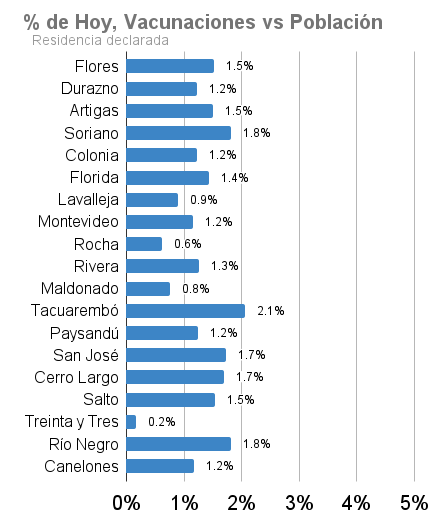 % de Hoy, Vacunaciones vs Población
Residencia declarada
Flores 1.5%
Durazno 1.2%
Artigas 1.5%
Soriano 1.8%
Colonia 1.2%
Florida 1.4%
Lavalleja 0.9%
Montevideo 1.2%
Rocha 0.6%
Rivera 1.3%
Maldonado 0.8%
Tacuarembó 2.1%
Paysandú 1.2%
San José 1.7%
Cerro Largo 1.7%
Salto 1.5%
Treinta y Tres 0.2%
Río Negro 1.8%
Canelones 1.2%
0% 1% 2% 3% 4% 5%